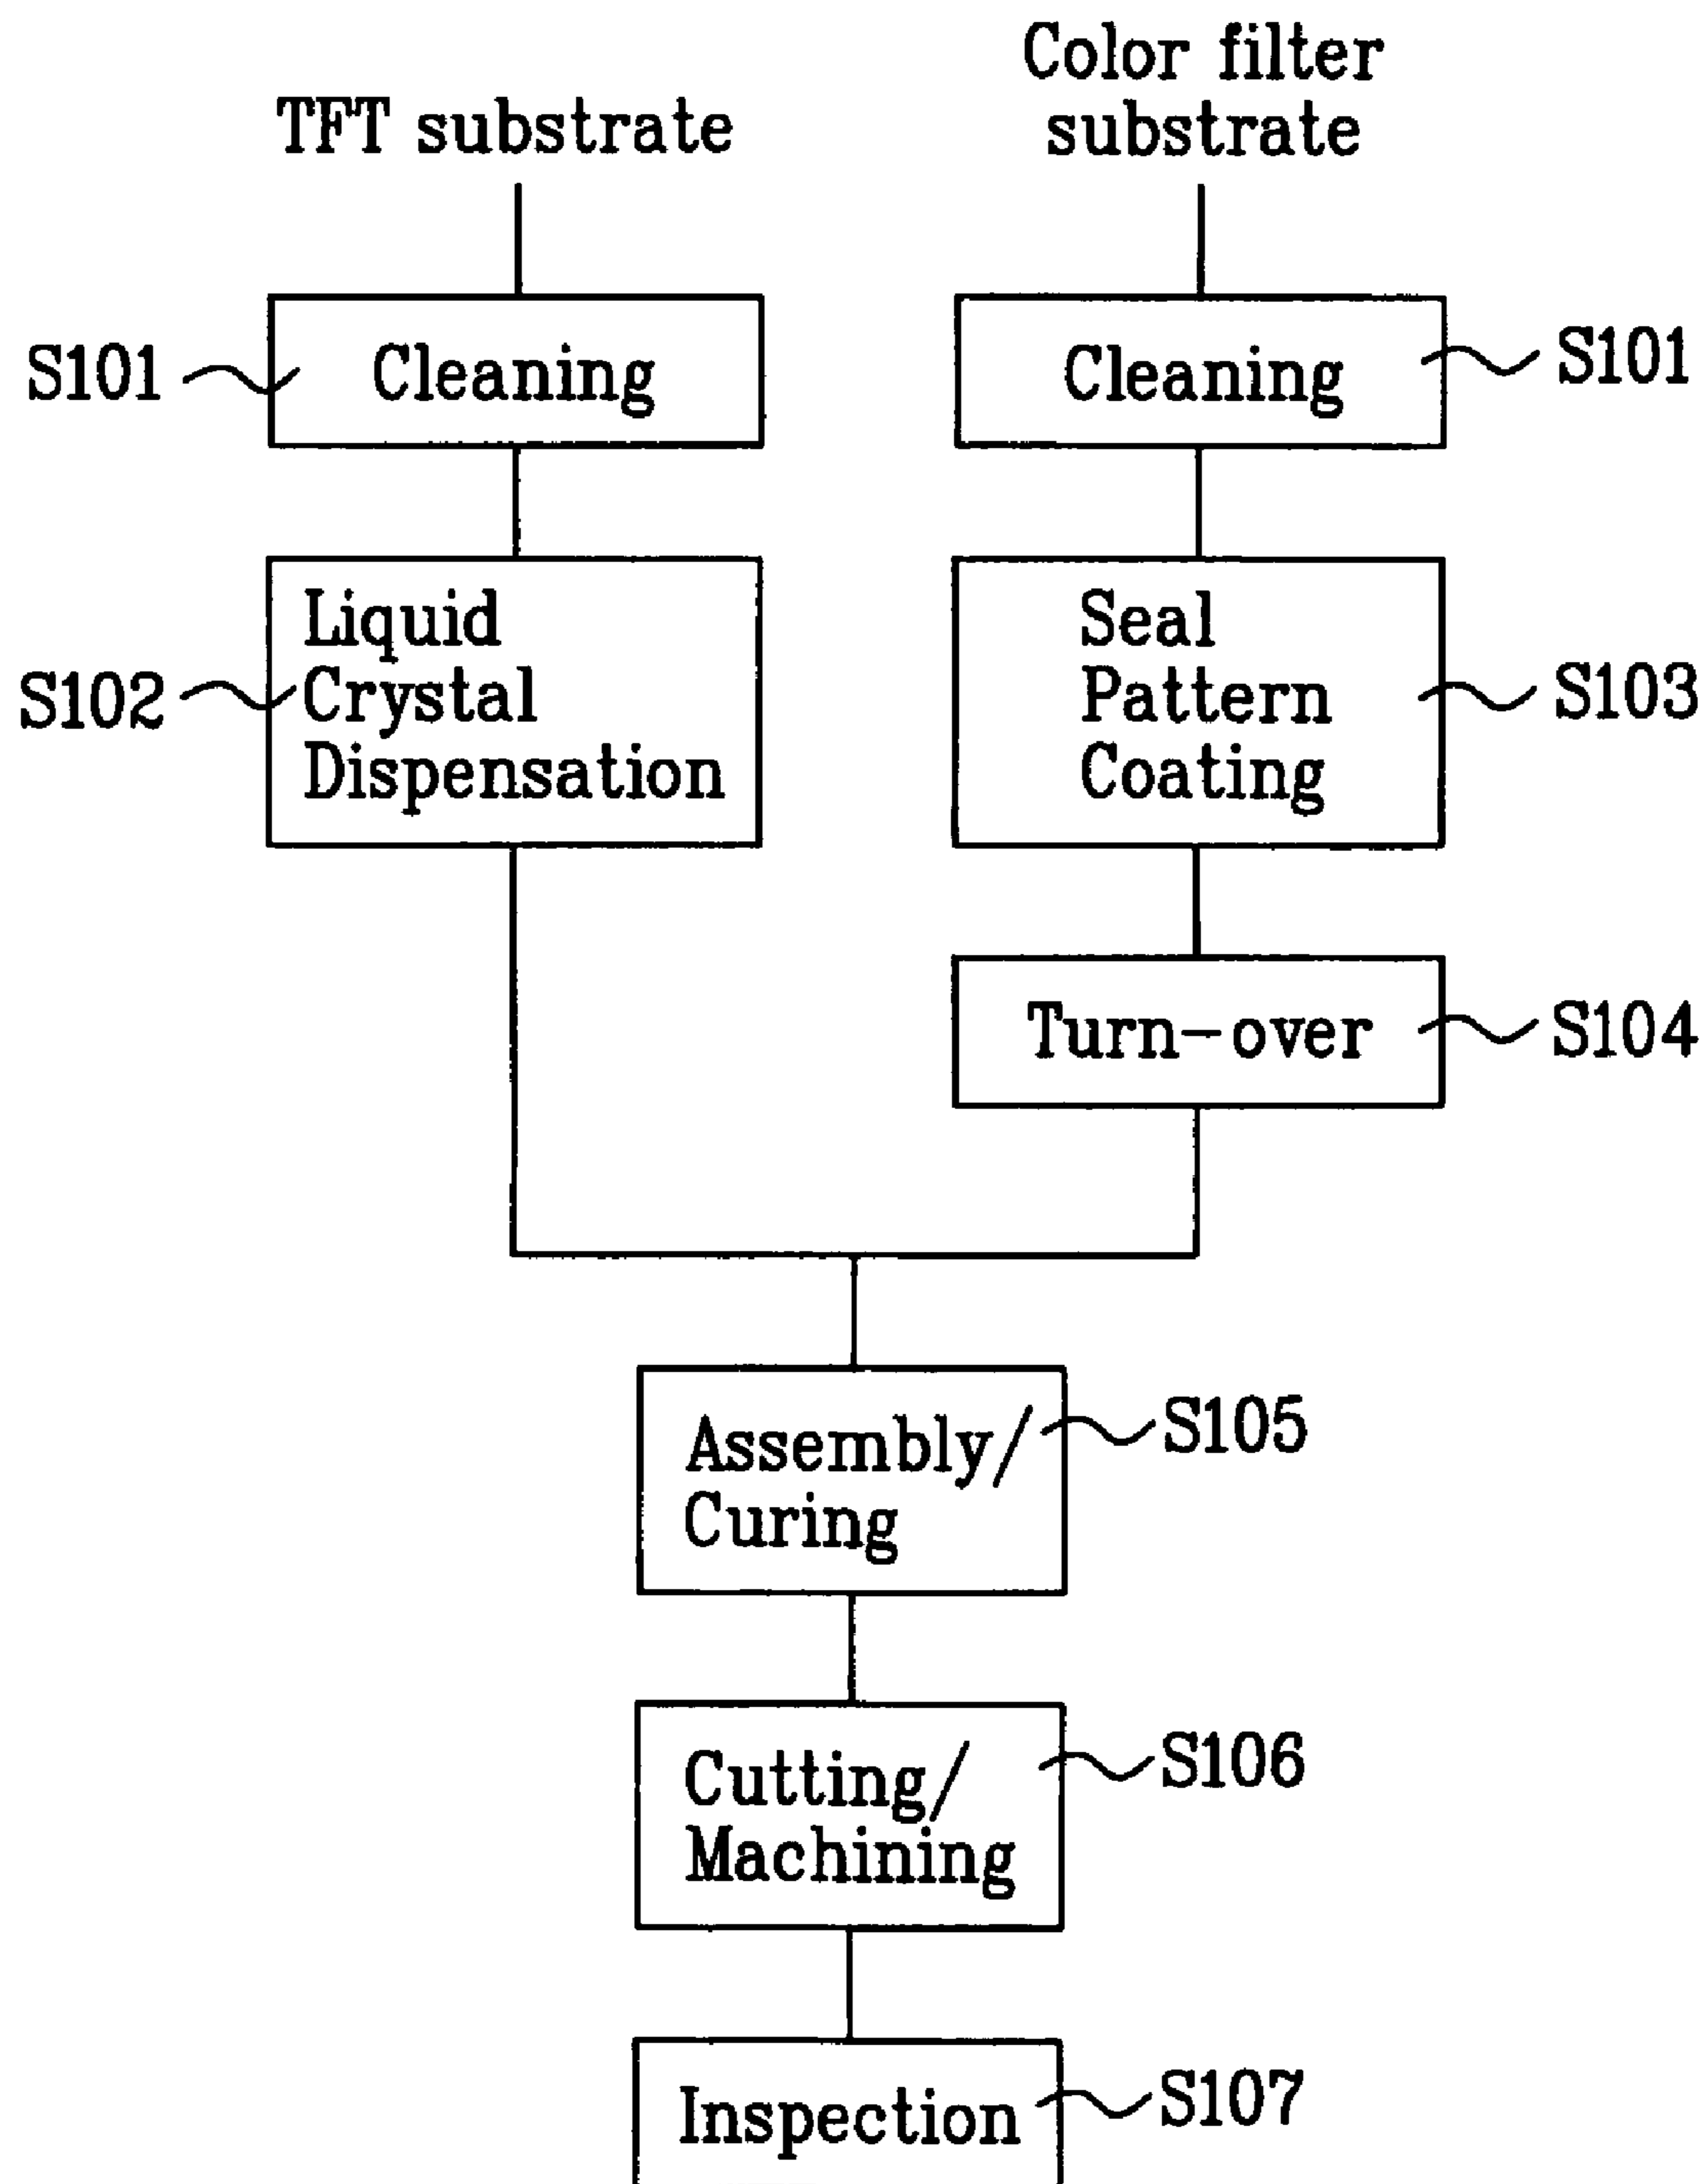 TFT substrate
Color filter
substrate
S101
Cleaning
Cleaning
S101
S102
Liquid
Crystal
Dispensation
Seal
Pattern
Coating
S103
Turn-over
S104
Assembly/
Curing
S105
Cutting/
Machining
S106
Inspection
S107